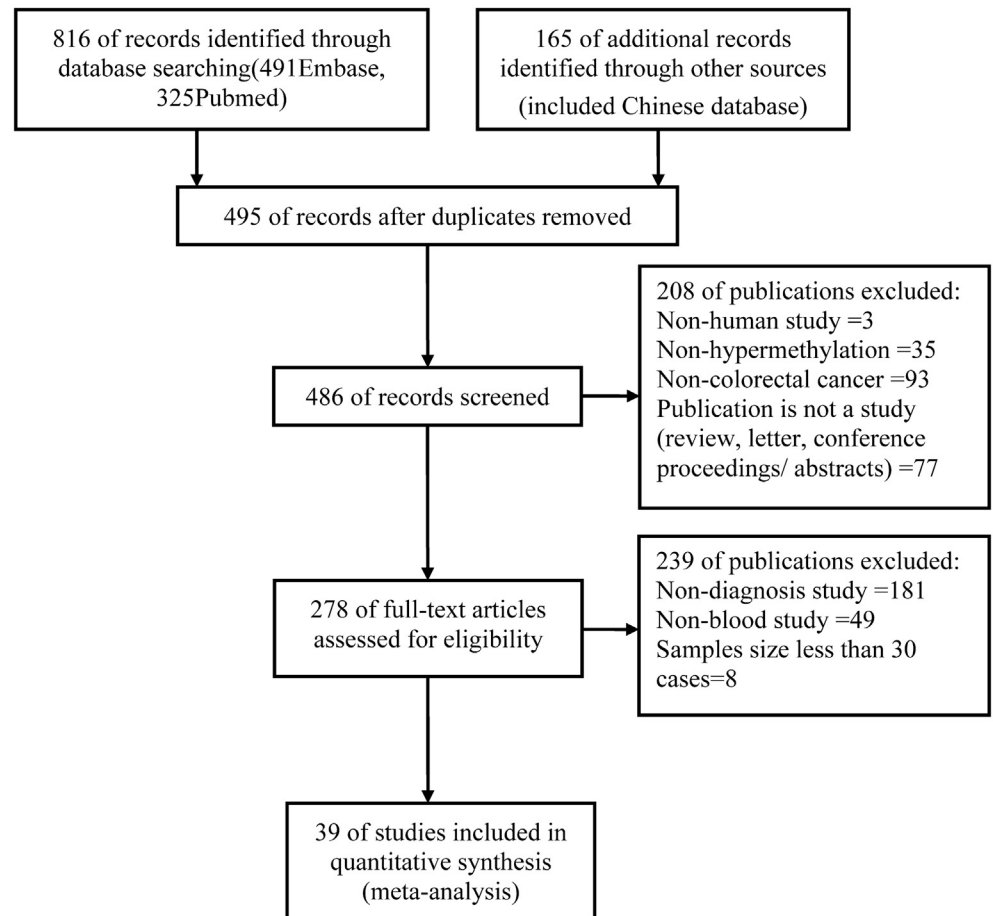 816 of records identified through
database searching(491Embase,
325Pubmed)
165 of additional records
identified through other sources
(included Chinese database)
495 of records after duplicates removed
486 of records screened
208 of publications excluded:
Non-human study =3
Non-hypermethylation =35
Non-colorectal cancer =93
Publication is not a study
(review, letter, conference
proceedings/ abstracts) =77
278 of full-text articles
assessed for eligibility
239 of publications excluded:
Non-diagnosis study =181
Non-blood study =49
Samples size less than 30
cases=8
39 of studies included in
quantitative synthesis
(meta-analysis)